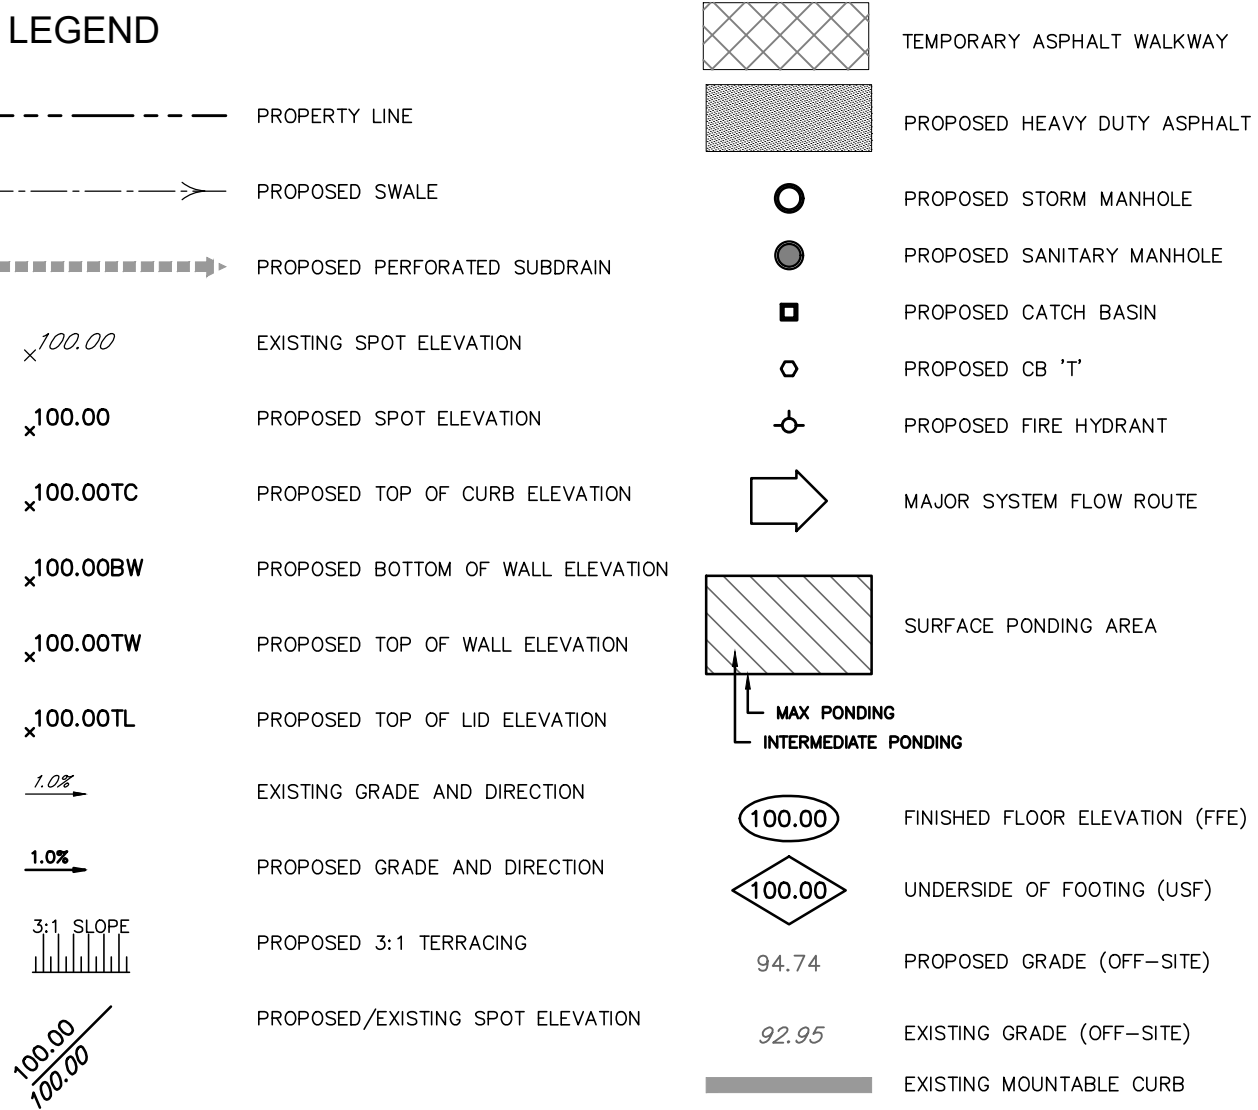 LEGEND
PROPERTY LINE
PROPOSED SWALE
PROPOSED PERFORATED SUBDRAIN
100.00 EXISTING SPOT ELEVATION
100.00 PROPOSED SPOT ELEVATION
100.00TC PROPOSED TOP OF CURB ELEVATION
100.00BW PROPOSED BOTTOM OF WALL ELEVATION
100.00TW PROPOSED TOP OF WALL ELEVATION
100.00TL PROPOSED TOP OF LID ELEVATION
1.0% EXISTING GRADE AND DIRECTION
1.0% PROPOSED GRADE AND DIRECTION
3:1 SLOPE PROPOSED 3:1 TERRACING
100.00
100.00
PROPOSED/EXISTING SPOT ELEVATION
TEMPORARY ASPHALT WALKWAY
PROPOSED HEAVY DUTY ASPHALT
PROPOSED STORM MANHOLE
PROPOSED SANITARY MANHOLE
PROPOSED CATCH BASIN
PROPOSED CB 'T'
PROPOSED FIRE HYDRANT
MAJOR SYSTEM FLOW ROUTE
SURFACE PONDING AREA
MAX PONDING
INTERMEDIATE PONDING
100.00 FINISHED FLOOR ELEVATION (FFE)
100.00 UNDERSIDE OF FOOTING (USF)
94.74 PROPOSED GRADE (OFF-SITE)
92.95 EXISTING GRADE (OFF-SITE)
EXISTING MOUNTABLE CURB